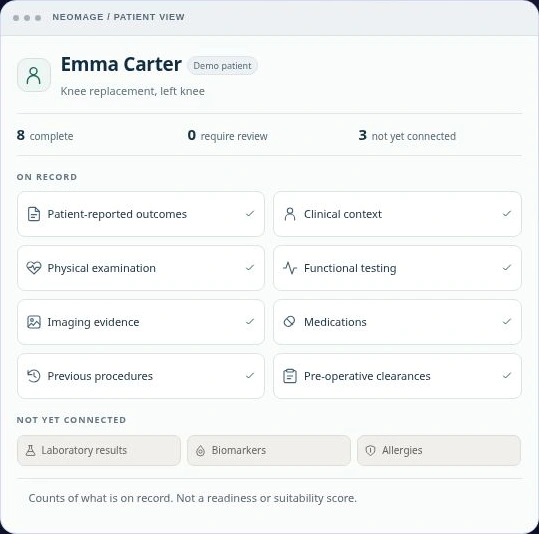 NEOMAGE / PATIENT VIEW
Emma Carter Demo patient
Knee replacement, left knee
8 complete 0 require review 3 not yet connected
ON RECORD
Patient-reported outcomes Clinical context
Physical examination Functional testing
Imaging evidence Medications
Previous procedures Pre-operative clearances
NOT YET CONNECTED
Laboratory results Biomarkers Allergies
Counts of what is on record. Not a readiness or suitability score.